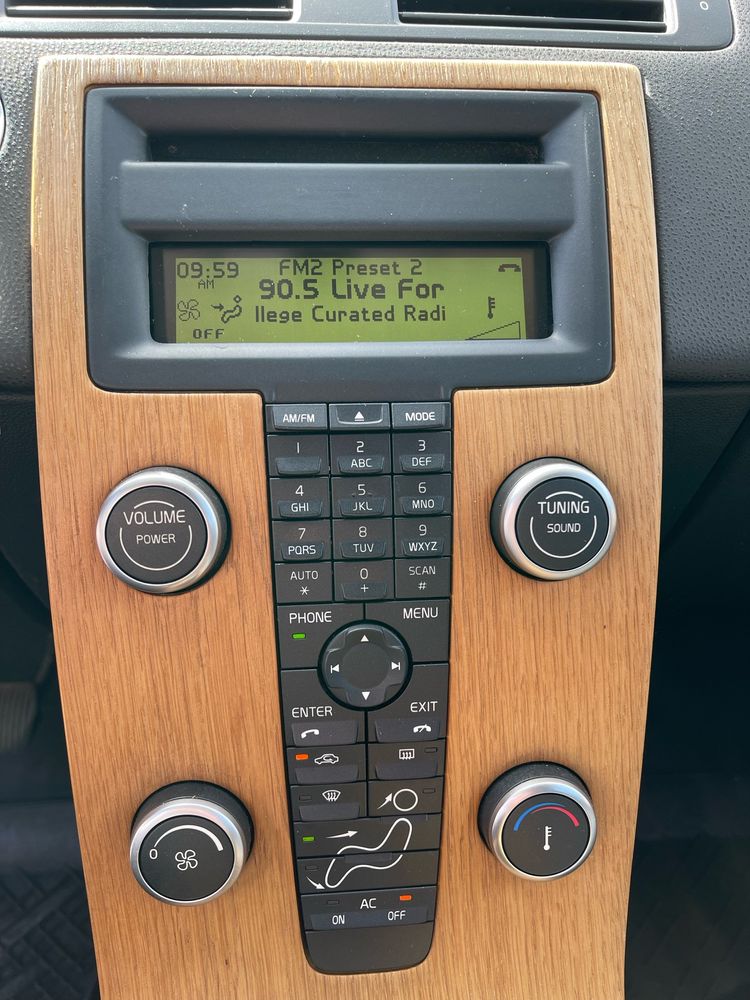 0
09:59
AM
FM2 Preset 2
90.5 Live For
llege Curated Radi
OFF
AM/FM
MODE
1
2
ABC
3
DEF
4
GHI
5
JKL
6
MNO
7
PQRS
8
TUV
9
WXYZ
AUTO
*
0
+
SCAN
#
VOLUME
POWER
TUNING
SOUND
PHONE
MENU
ENTER
EXIT
0
AC
ON
OFF